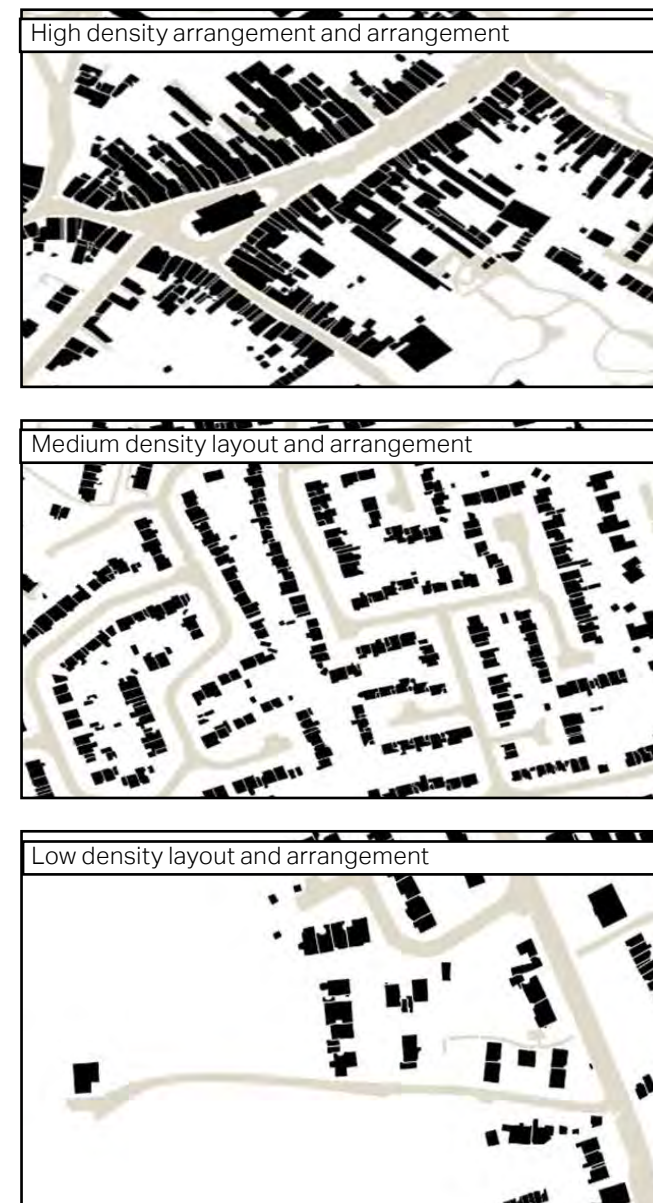 High density arrangement and arrangement
Medium density layout and arrangement
Low density layout and arrangement